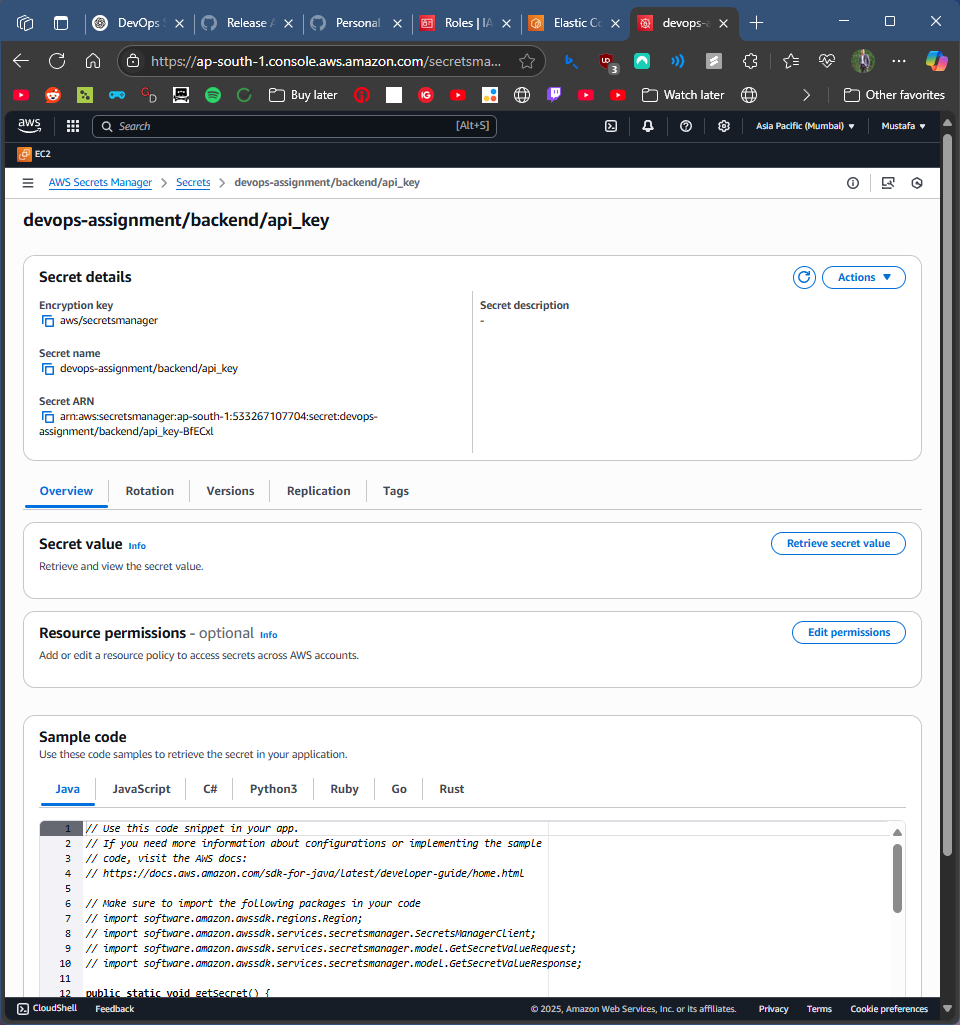 DevOps
Release A
Personal
Roles | IA
Elastic Co
devops-a
https://ap-south-1.console.aws.amazon.com/secretsma...
UD
3
Buy later
Watch later
Other favorites
aws
Search
[Alt+S]
Asia Pacific (Mumbai)
Mustafa
EC2
AWS Secrets Manager
Secrets
devops-assignment/backend/api_key
devops-assignment/backend/api_key
Secret details
Actions
Encryption key
aws/secretsmanager
Secret description
-
Secret name
devops-assignment/backend/api_key
Secret ARN
arn:aws:secretsmanager:ap-south-1:533267107704:secret:devops-
assignment/backend/api_key-BfECxl
Overview
Rotation
Versions
Replication
Tags
Secret value Info
Retrieve secret value
Retrieve and view the secret value.
Resource permissions - optional Info
Edit permissions
Add or edit a resource policy to access secrets across AWS accounts.
Sample code
Use these code samples to retrieve the secret in your application.
Java
JavaScript
C#
Python3
Ruby
Go
Rust
1 // Use this code snippet in your app.
2 // If you need more information about configurations or implementing the sample
3 // code, visit the AWS docs:
4 // https://docs.aws.amazon.com/sdk-for-java/latest/developer-guide/home.html
5
6 // Make sure to import the following packages in your code
7 // import software.amazon.awssdk.regions.Region;
8 // import software.amazon.awssdk.services.secretsmanager.SecretsManagerClient;
9 // import software.amazon.awssdk.services.secretsmanager.model.GetSecretValueRequest;
10 // import software.amazon.awssdk.services.secretsmanager.model.GetSecretValueResponse;
11
12 public static void getSecret() {
CloudShell
Feedback
© 2025, Amazon Web Services, Inc. or its affiliates.
Privacy
Terms
Cookie preferences